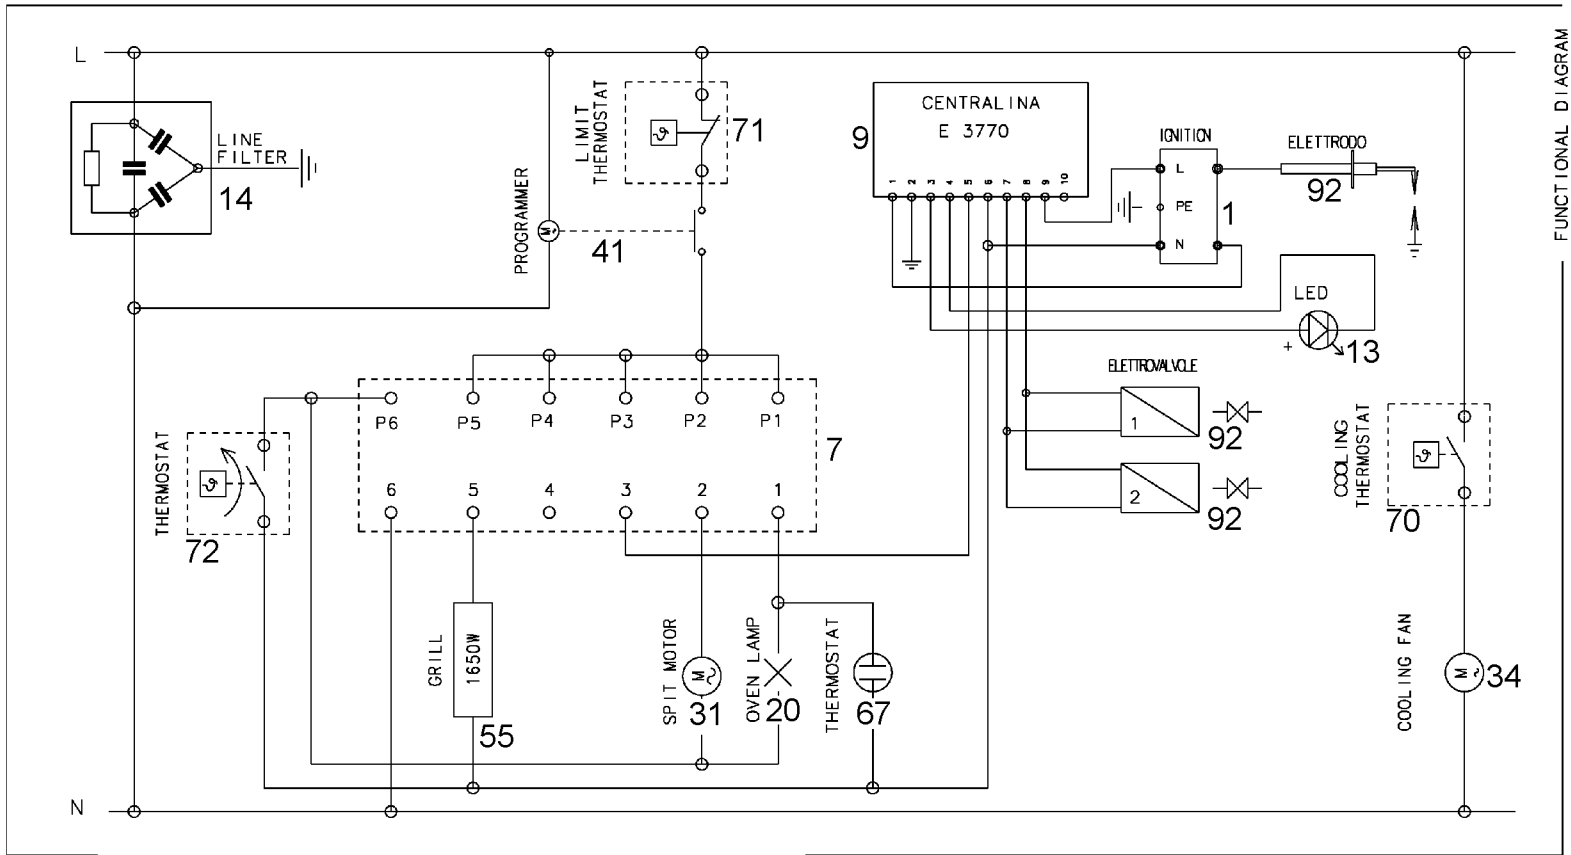 L
LINE
FILTER
14
PROGRAMMER
M
41
LIMIT
THERMOSTAT
ϑ
71
9
CENTRALINA
E 3770
1 2 3 4 5 6 7 8 9 10
IGNITION
L
PE
N
1
ELETTRODO
92
LED
+
13
ELETTROVALVOLE
1
92
2
92
COOLING
THERMOSTAT
ϑ
70
COOLING FAN
M
34
THERMOSTAT
ϑ
72
P6 P5 P4 P3 P2 P1
7
6 5 4 3 2 1
GRILL
1650W
55
SPIT MOTOR
M
31
OVEN LAMP
20
THERMOSTAT
67
N
FUNCTIONAL DIAGRAM